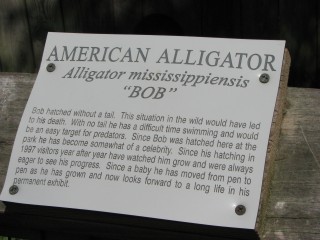 AMERICAN ALLIGATOR
Alligator mississippiensis
"BOB"
Bob hatched without a tail. This situation in the wild would have led
to his death. With no tail he has a difficult time swimming and would
be an easy target for predators. Since Bob was hatched here at the
park he has become somewhat of a celebrity. Since his hatching in
1997 visitors year after year have watched him grow and were always
eager to see his progress. Since a baby he has moved from pen to
pen as he has grown and now looks forward to a long life in his
permanent exhibit.